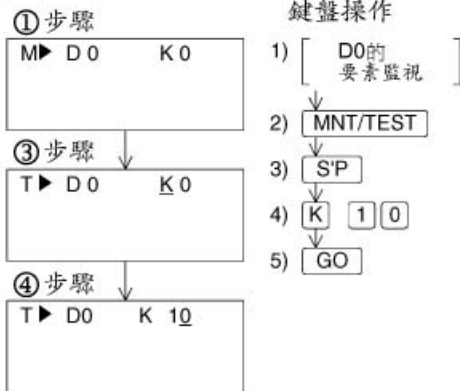 ①步驟
M▶ D 0 K 0
③步驟
T▶ D 0 K 0
④步驟
T▶ D0 K 10
鍵盤操作
1) D0的
要素監視
2) MNT/TEST
3) S'P
4) K 1 0
5) GO